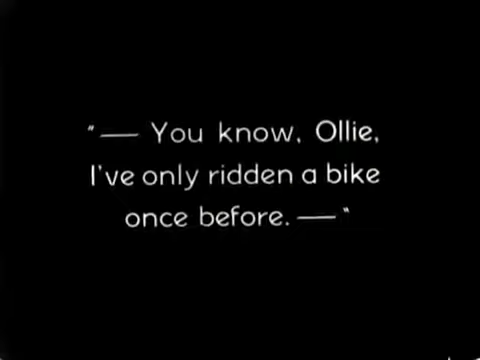 "— You know, Ollie,
I've only ridden a bike
once before. —"